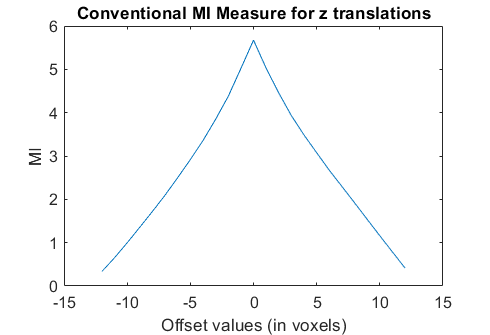 Conventional MI Measure for z translations
6
5
4
3
2
1
0
MI
-15 -10 -5 0 5 10 15
Offset values (in voxels)